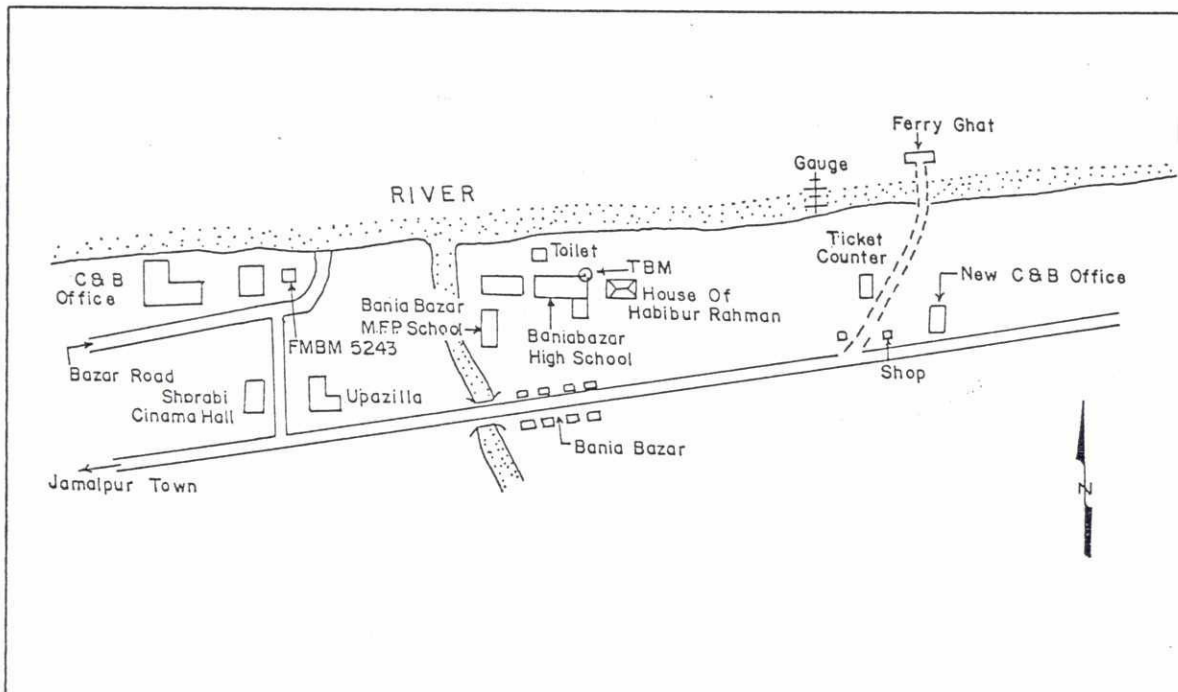 Ferry Ghat
Gauge
RIVER
Ticket
Counter
Toilet
TBM
C & B
Office
New C & B Office
House Of
Habibur Rahman
Bania Bazar
M.F.P School
Baniabazar
High School
FMBM 5243
Bazar Road
Shorabi
Cinama Hall
Upazilla
Shop
Bania Bazar
Jamalpur Town
N